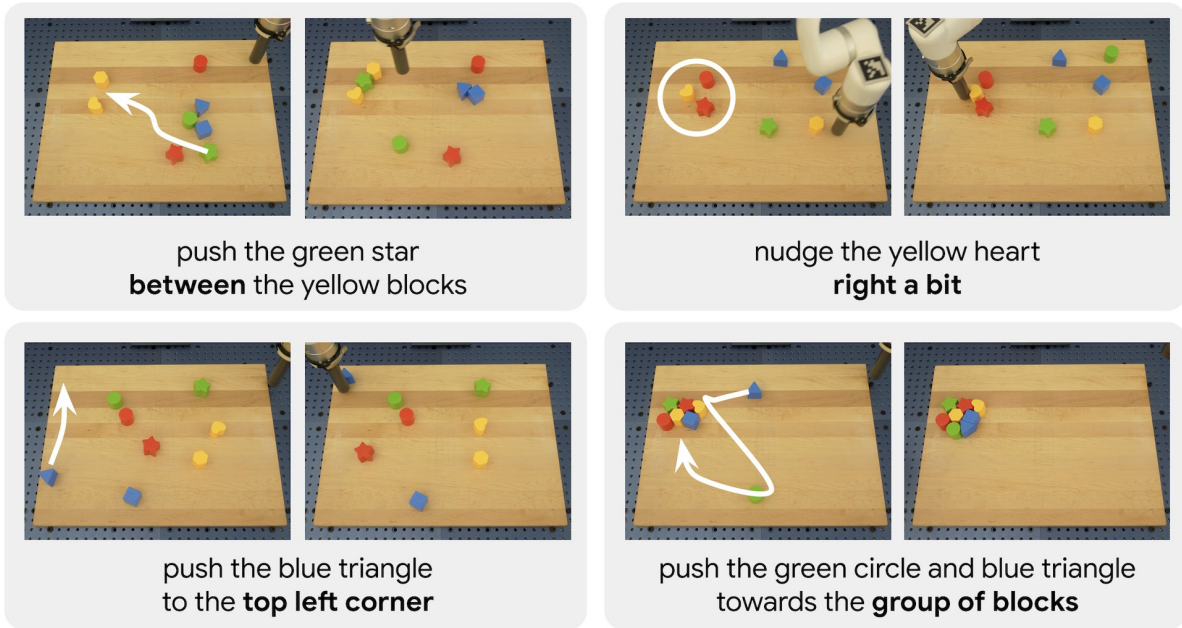 push the green star
between the yellow blocks
nudge the yellow heart
right a bit
push the blue triangle
to the top left corner
push the green circle and blue triangle
towards the group of blocks